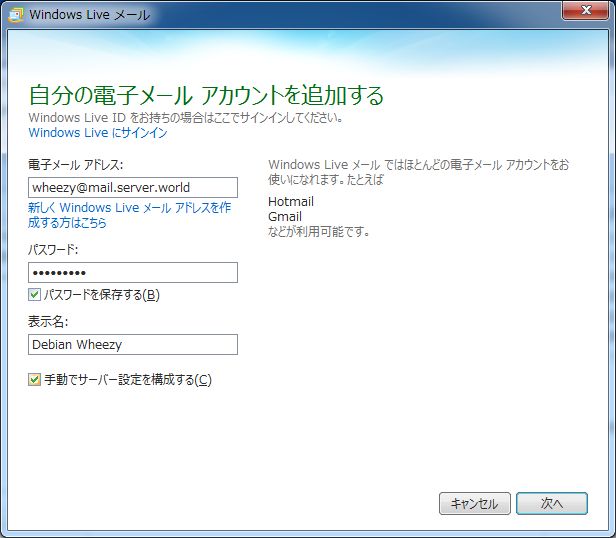 Windows Live メール
自分の電子メール アカウントを追加する
Windows Live ID をお持ちの場合はここでサインインしてください。
Windows Live にサインイン
電子メール アドレス:
wheezy@mail.server.world
新しく Windows Live メール アドレスを作
成する方はこちら
パスワード:
●●●●●●●●●
パスワードを保存する(B)
表示名:
Debian Wheezy
手動でサーバー設定を構成する(C)
Windows Live メール ではほとんどの電子メール アカウントをお
使いになれます。たとえば
Hotmail
Gmail
などが利用可能です。
キャンセル
次へ